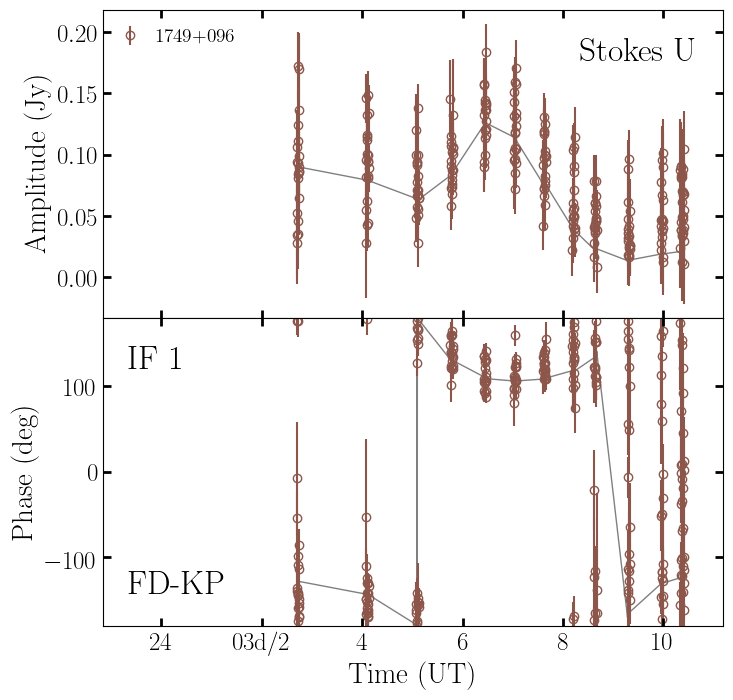 0.20
0.15
0.10
0.05
0.00
Amplitude (Jy)
1749+096
Stokes U
100
0
−100
Phase (deg)
IF 1
FD-KP
24 03d/2 4 6 8 10
Time (UT)